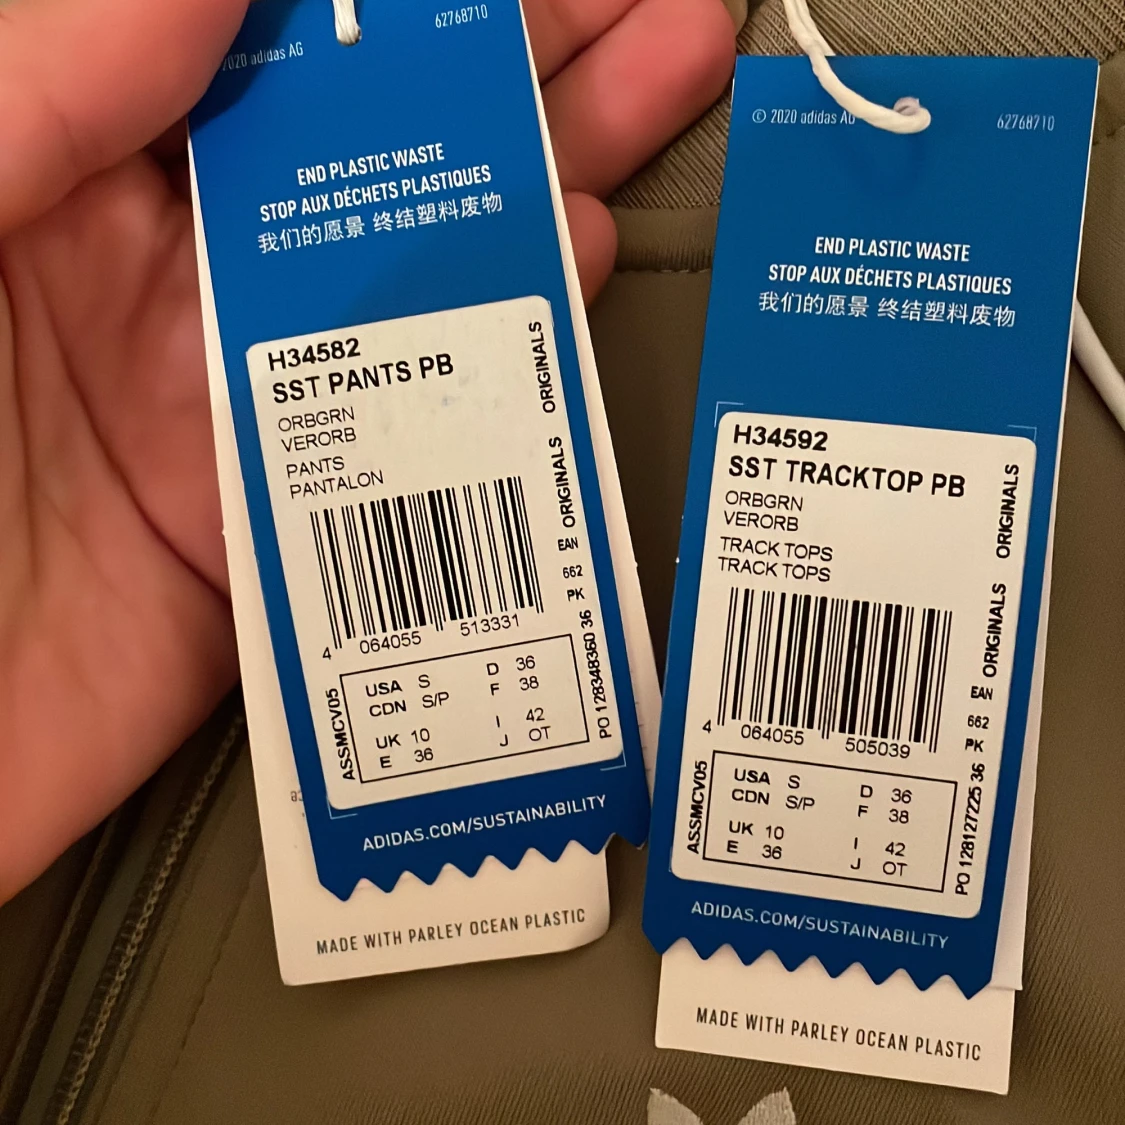 2020 adidas AG
62768710
END PLASTIC WASTE
STOP AUX DÉCHETS PLASTIQUES
我们的愿景 终结塑料废物
H34582
SST PANTS PB
ORBGRN
VERORB
PANTS
PANTALON
ORIGINALS
ORIGINALS
EAN
662
PK
4 064055 513331
USA S D 36
CDN S/P F 38
UK 10 I 42
E 36 J OT
ASSMCV05
PO 128348360 36
ADIDAS.COM/SUSTAINABILITY
MADE WITH PARLEY OCEAN PLASTIC
© 2020 adidas AG
62768710
END PLASTIC WASTE
STOP AUX DÉCHETS PLASTIQUES
我们的愿景 终结塑料废物
H34592
SST TRACKTOP PB
ORBGRN
VERORB
TRACK TOPS
TRACK TOPS
ORIGINALS
ORIGINALS
EAN
662
PK
4 064055 505039
USA S D 36
CDN S/P F 38
UK 10 I 42
E 36 J OT
ASSMCV05
PO 128127225 36
ADIDAS.COM/SUSTAINABILITY
MADE WITH PARLEY OCEAN PLASTIC